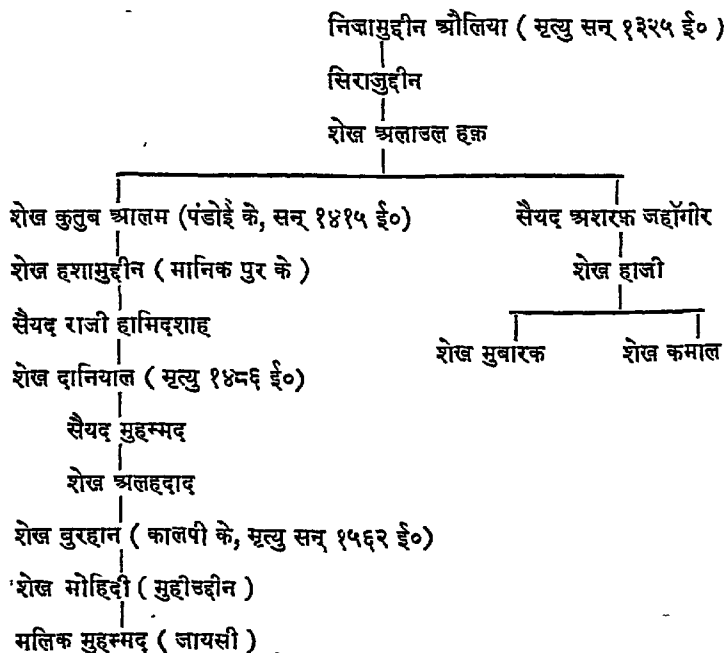 निज़ामुद्दीन औलिया ( मृत्यु सन् १३२५ ई० )
सिराजुद्दीन
शेख अलाउल हक़
शेख कुतुब आलम (पंडोई के, सन् १४१५ ई०)
सैयद अशरफ़ जहाँगीर
शेख हशामुद्दीन ( मानिक पुर के )
शेख हाजी
सैयद राजी हामिदशाह
शेख मुबारक
शेख कमाल
शेख दानियाल ( मृत्यु १४८६ ई०)
सैयद मुहम्मद
शेख अलहदाद
शेख बुरहान ( कालपी के, मृत्यु सन् १५६२ ई०)
शेख मोहिदी ( मुहीउद्दीन )
मलिक मुहम्मद ( जायसी )